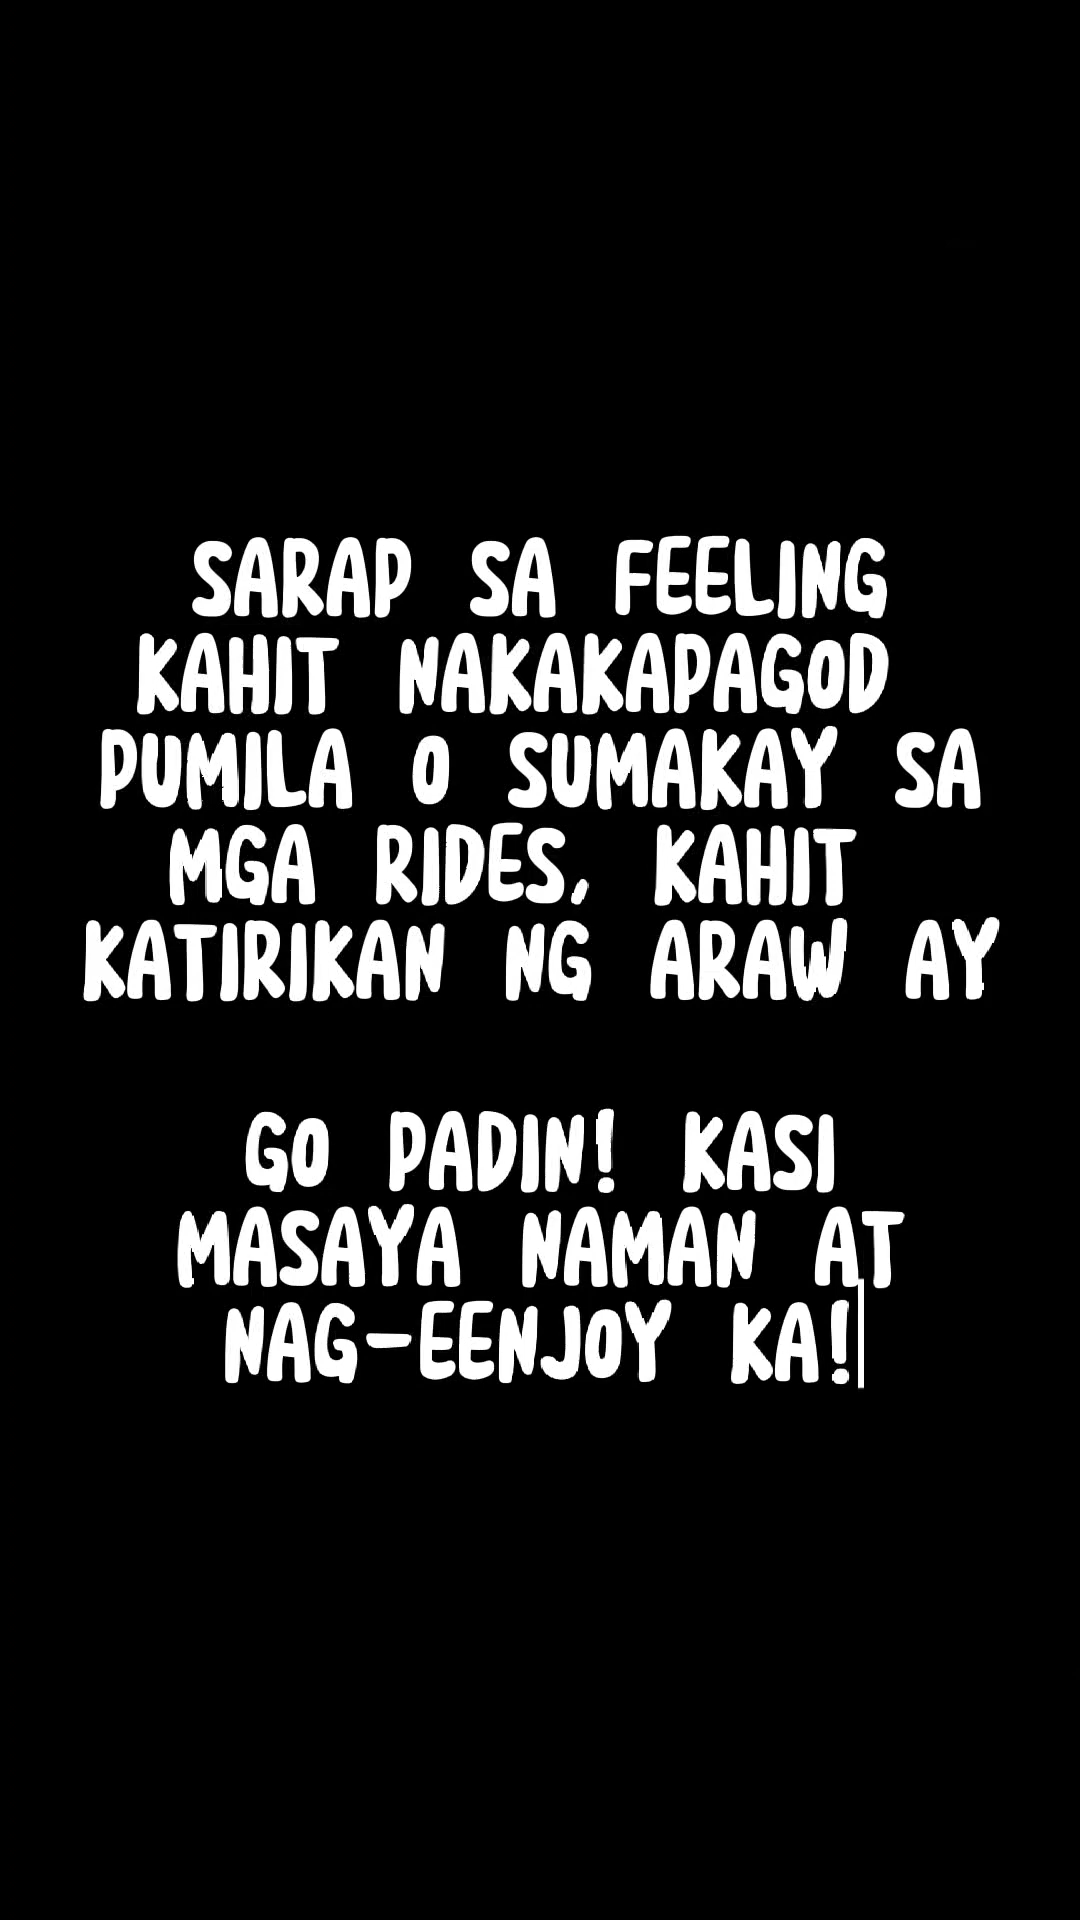 SARAP SA FEELING
KAHIT NAKAKAPAGOD
PUMILA O SUMAKAY SA
MGA RIDES, KAHIT
KATIRIKAN NG ARAW AY
GO PADIN! KASI
MASAYA NAMAN AT
NAG-EENJOY KA!